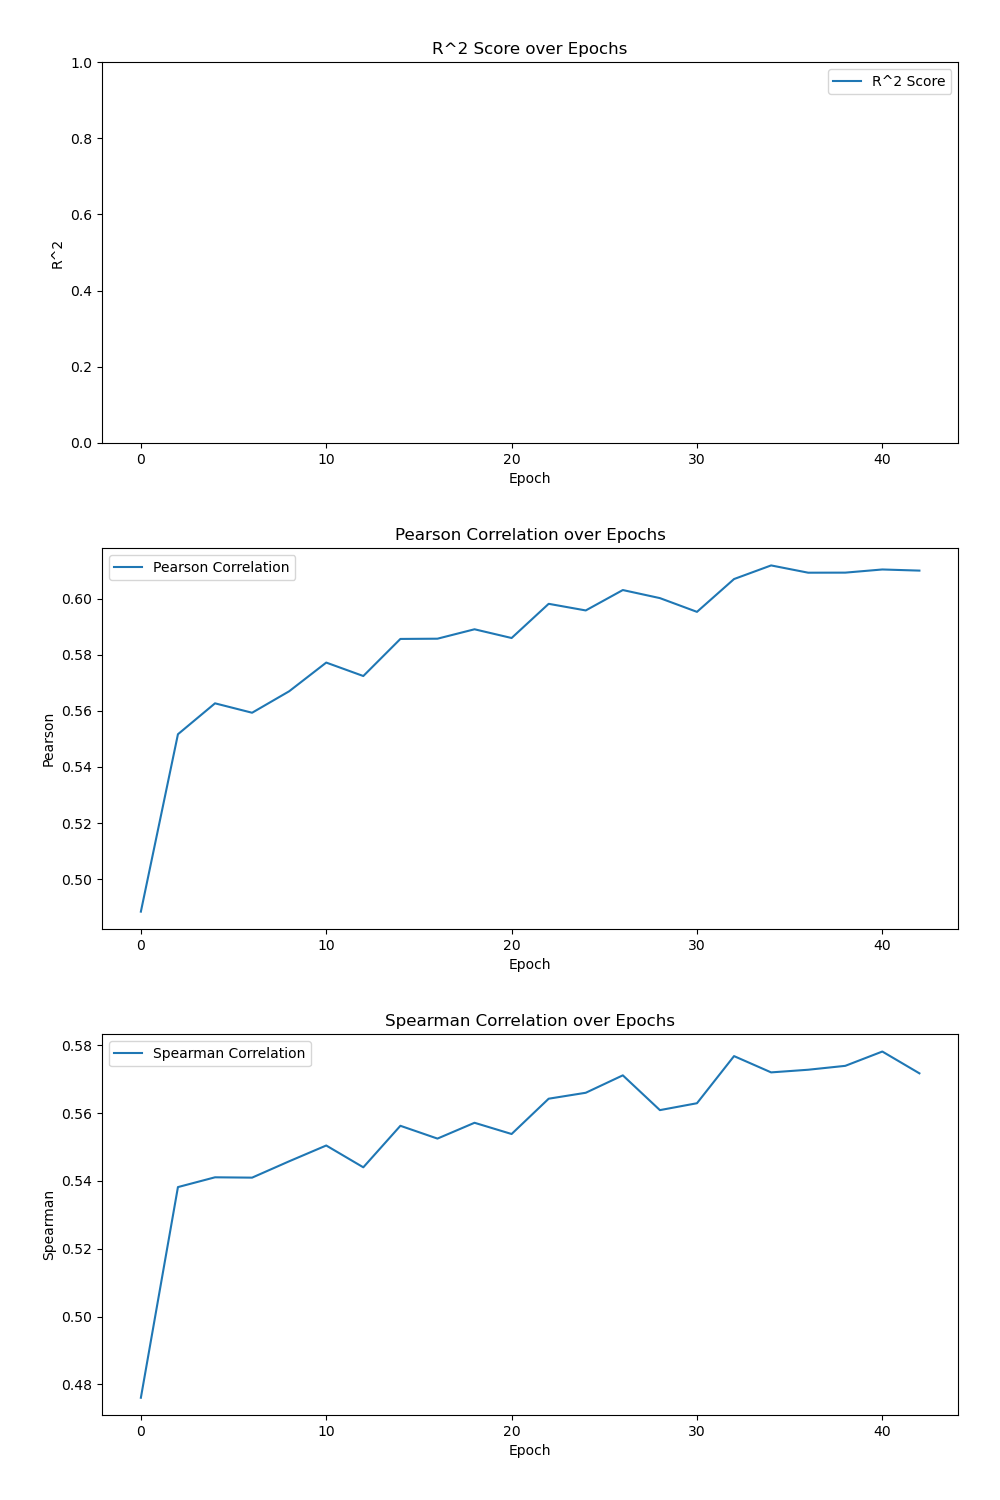 R^2 Score over Epochs
1.0
R^2 Score
0.8
0.6
R^2
0.4
0.2
0.0
0 10 20 30 40
Epoch
Pearson Correlation over Epochs
Pearson Correlation
0.60
0.58
0.56
Pearson
0.54
0.52
0.50
0 10 20 30 40
Epoch
Spearman Correlation over Epochs
0.58
Spearman Correlation
0.56
0.54
Spearman
0.52
0.50
0.48
0 10 20 30 40
Epoch